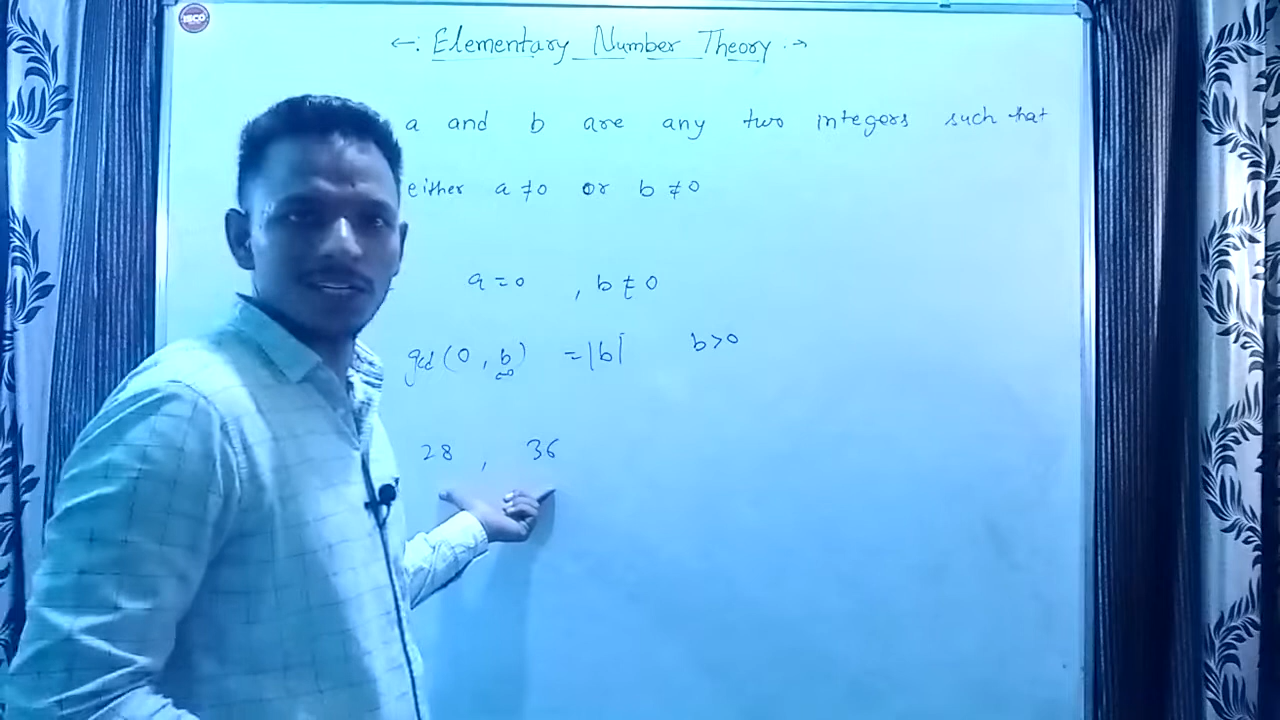 ISCO
←: Elementary Number Theory :→
a and b are any two integers such that
either a ≠ 0 or b ≠ 0
a = 0 , b ≠ 0
gcd (0, b) = |b| b > 0
28 , 36